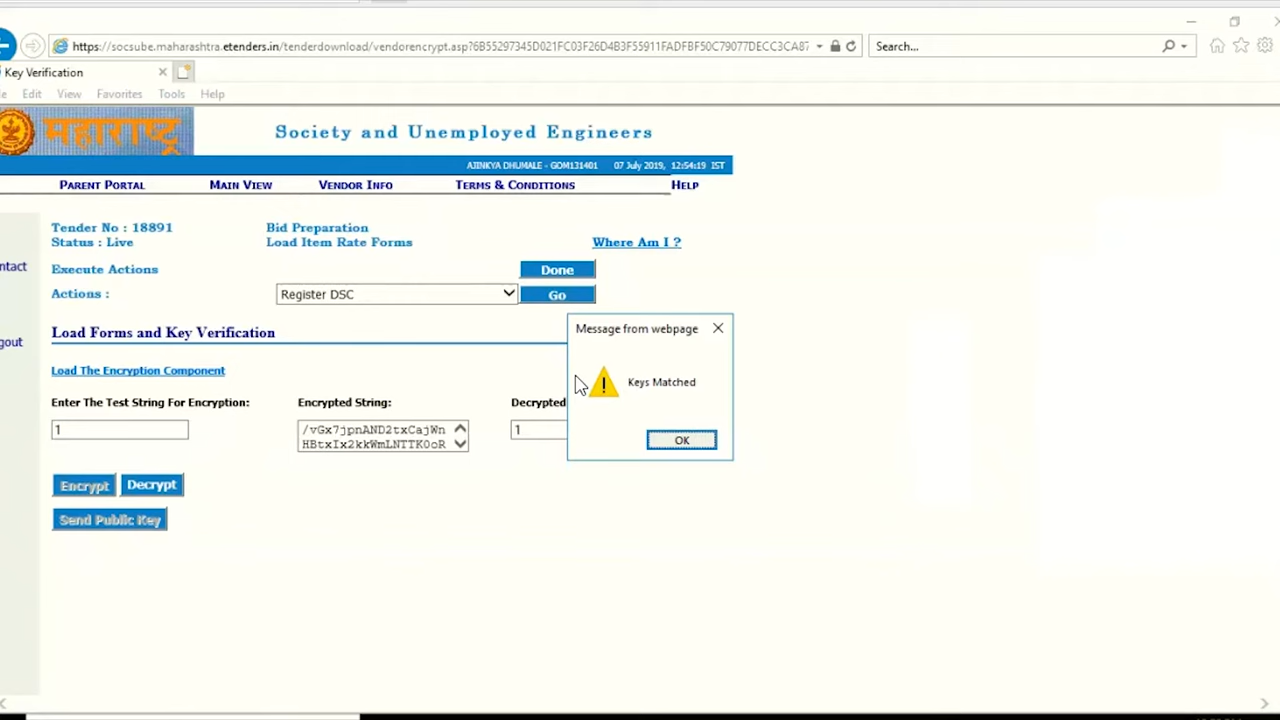 https://socsube.maharashtra.etenders.in/tenderdownload/vendorencrypt.asp?6B55297345D021FC03F26D4B3F55911FADFBF50C79077DECC3CA87
Search...
Key Verification
Edit View Favorites Tools Help
महाराष्ट्र
Society and Unemployed Engineers
AJINKYA DHUMALE - GOM131401 07 July 2019, 12:54:19 IST
PARENT PORTAL MAIN VIEW VENDOR INFO TERMS & CONDITIONS HELP
Tender No : 18891 Bid Preparation
Status : Live Load Item Rate Forms Where Am I ?
ntact
Execute Actions Done
Actions : Register DSC Go
gout
Load Forms and Key Verification
Message from webpage
Keys Matched
OK
Load The Encryption Component
Enter The Test String For Encryption: Encrypted String: Decrypted
1 /vGx7jpnAND2txCajWn 1
HBtxIx2kkWmLNTTK0oR
Encrypt Decrypt
Send Public Key